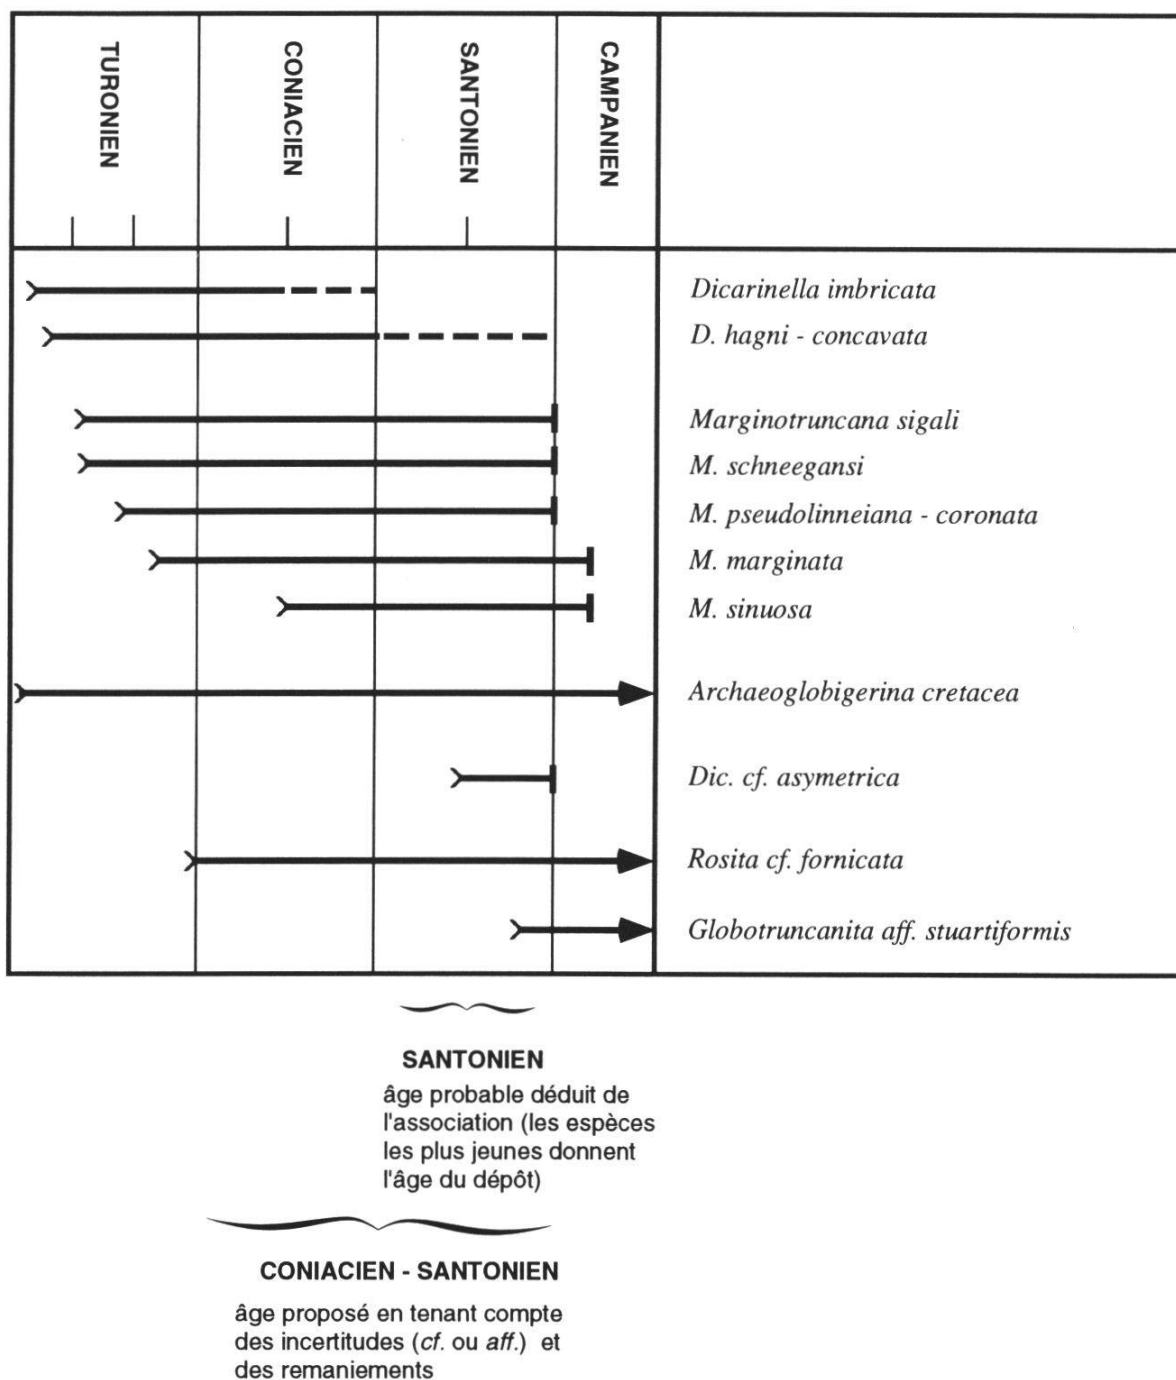 TURONIEN
CONIACIEN
SANTONIEN
CAMPANIEN
Dicarinella imbricata
D. hagni - concavata
Marginotruncana sigali
M. schneegansi
M. pseudolinneiana - coronata
M. marginata
M. sinuosa
Archaeoglobigerina cretacea
Dic. cf. asymetrica
Rosita cf. fornicata
Globotruncanita aff. stuartiformis
SANTONIEN
âge probable déduit de
l'association (les espèces
les plus jeunes donnent
l'âge du dépôt)
CONIACIEN - SANTONIEN
âge proposé en tenant compte
des incertitudes (cf. ou aff.) et
des remaniements